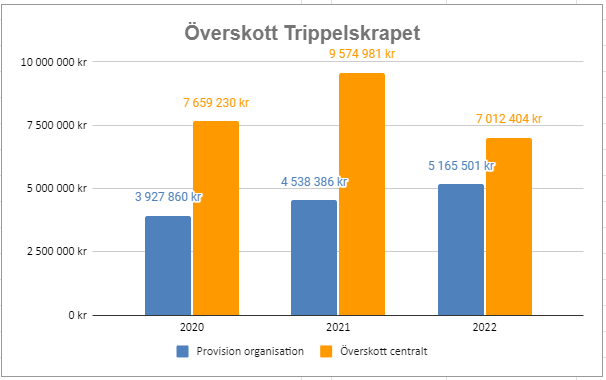 Överskott Trippelskrapet
10 000 000 kr
7 500 000 kr
5 000 000 kr
2 500 000 kr
0 kr
3 927 860 kr
7 659 230 kr
4 538 386 kr
9 574 981 kr
5 165 501 kr
7 012 404 kr
2020
2021
2022
Provision organisation
Överskott centralt